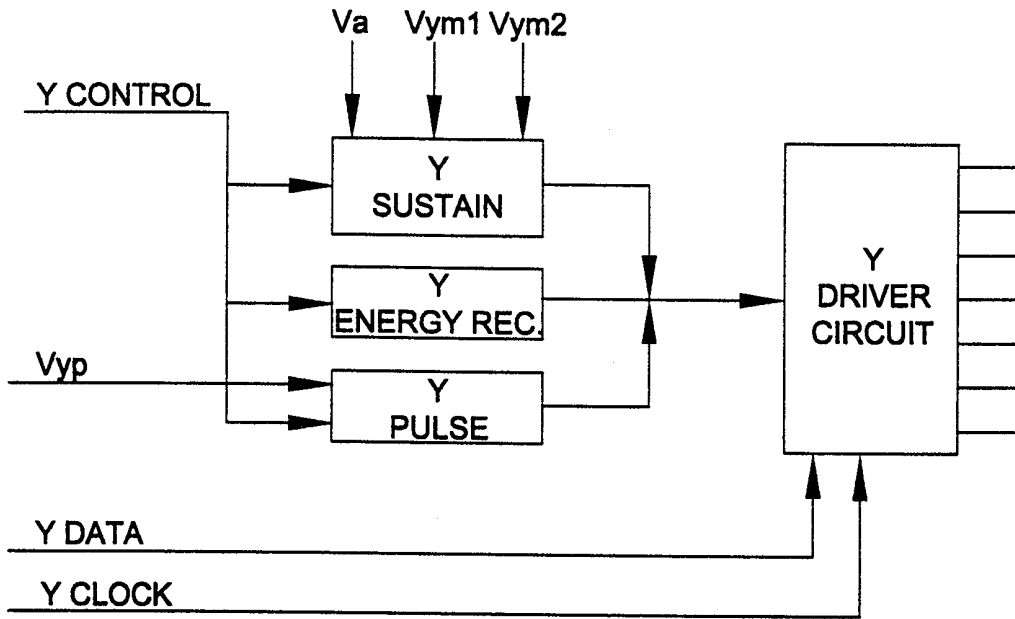 Va Vym1 Vym2
Y CONTROL
Y
SUSTAIN
Y
ENERGY REC.
Y
DRIVER
CIRCUIT
Vyp
Y
PULSE
Y DATA
Y CLOCK